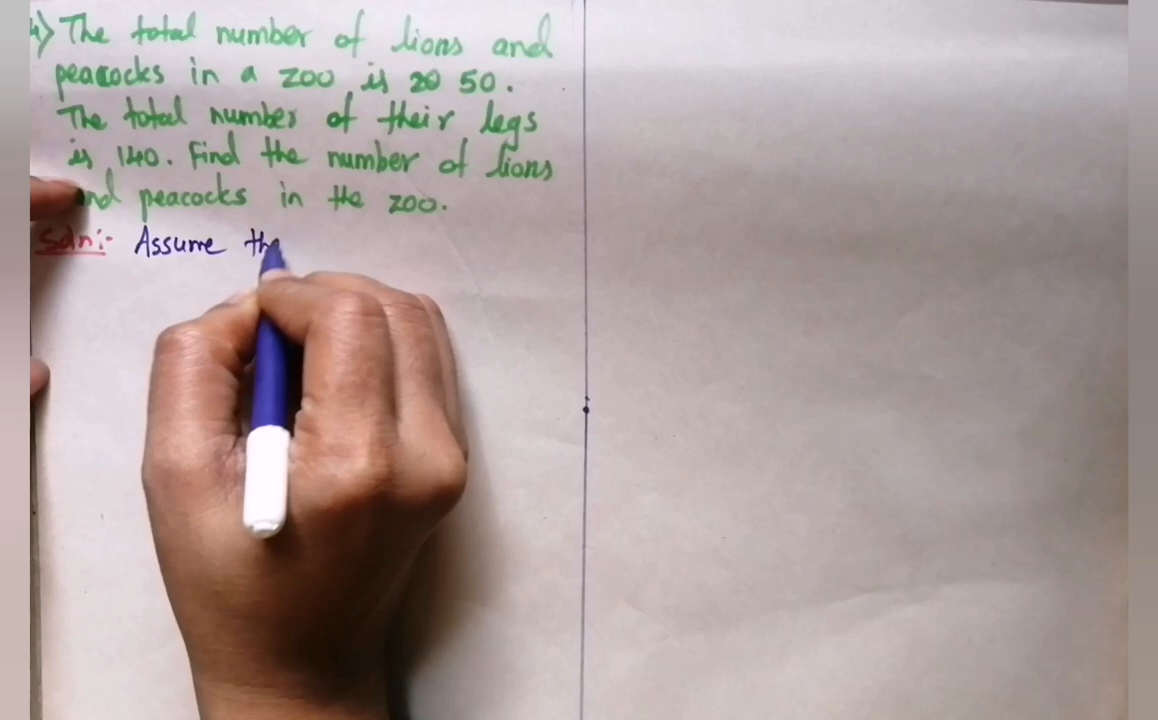 4) The total number of lions and
peacocks in a zoo is 20 50.
The total number of their legs
is 140. Find the number of lions
and peacocks in the zoo.
Soln:- Assume the